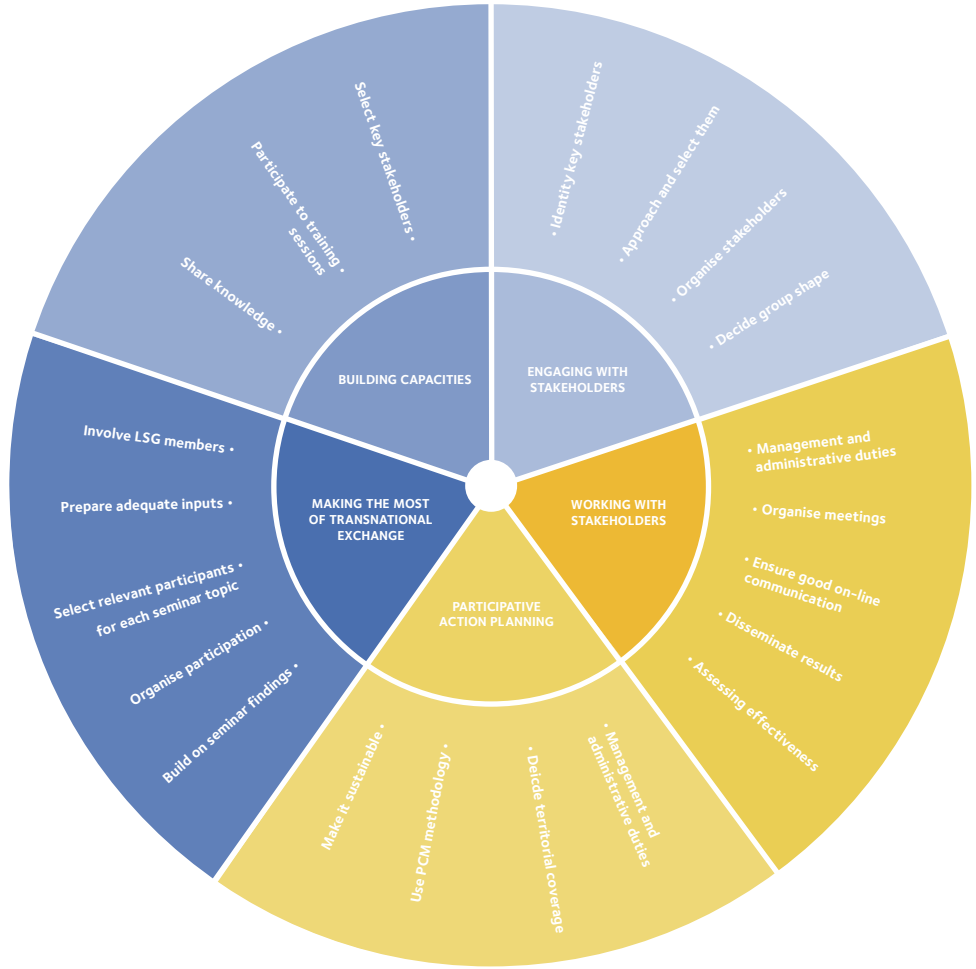 ENGAGING WITH
STAKEHOLDERS
• Identity key stakeholders
• Approach and select them
• Organise stakeholders
• Decide group shape
WORKING WITH
STAKEHOLDERS
• Management and
administrative duties
• Organise meetings
• Ensure good on-line
communication
• Disseminate results
• Assessing effectiveness
PARTICIPATIVE
ACTION PLANNING
• Management and
administrative duties
• Deicde territorial coverage
Use PCM methodology •
Make it sustainable •
MAKING THE MOST
OF TRANSNATIONAL
EXCHANGE
Involve LSG members •
Prepare adequate inputs •
Select relevant participants •
for each seminar topic
Organise participation •
Build on seminar findings •
BUILDING CAPACITIES
Select key stakeholders •
Participate to training •
sessions
Share knowledge •